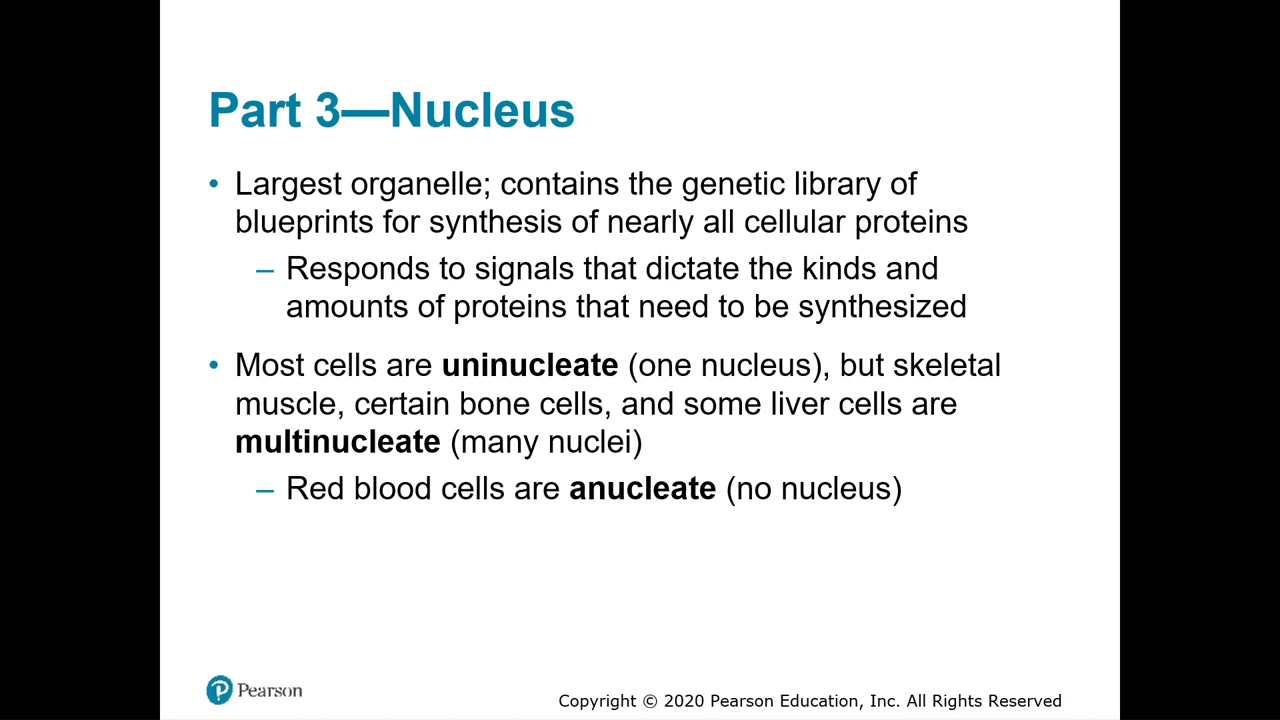 Part 3—Nucleus
• Largest organelle; contains the genetic library of
blueprints for synthesis of nearly all cellular proteins
– Responds to signals that dictate the kinds and
amounts of proteins that need to be synthesized
• Most cells are uninucleate (one nucleus), but skeletal
muscle, certain bone cells, and some liver cells are
multinucleate (many nuclei)
– Red blood cells are anucleate (no nucleus)
P Pearson
Copyright © 2020 Pearson Education, Inc. All Rights Reserved